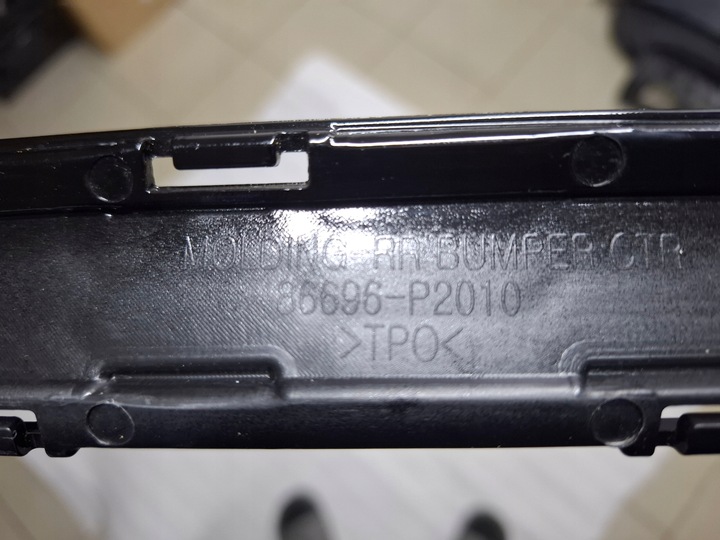 MOLDING-RR BUMPER CTR
86696-P2010
>TPO<